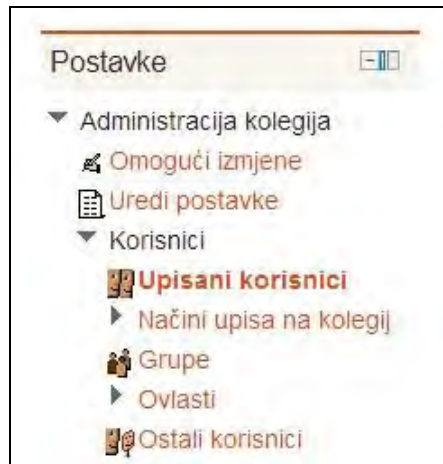 Postavke
Administracija kolegija
Omogući izmjene
Uredi postavke
Korisnici
Upisani korisnici
Načini upisa na kolegij
Grupe
Ovlasti
Ostali korisnici